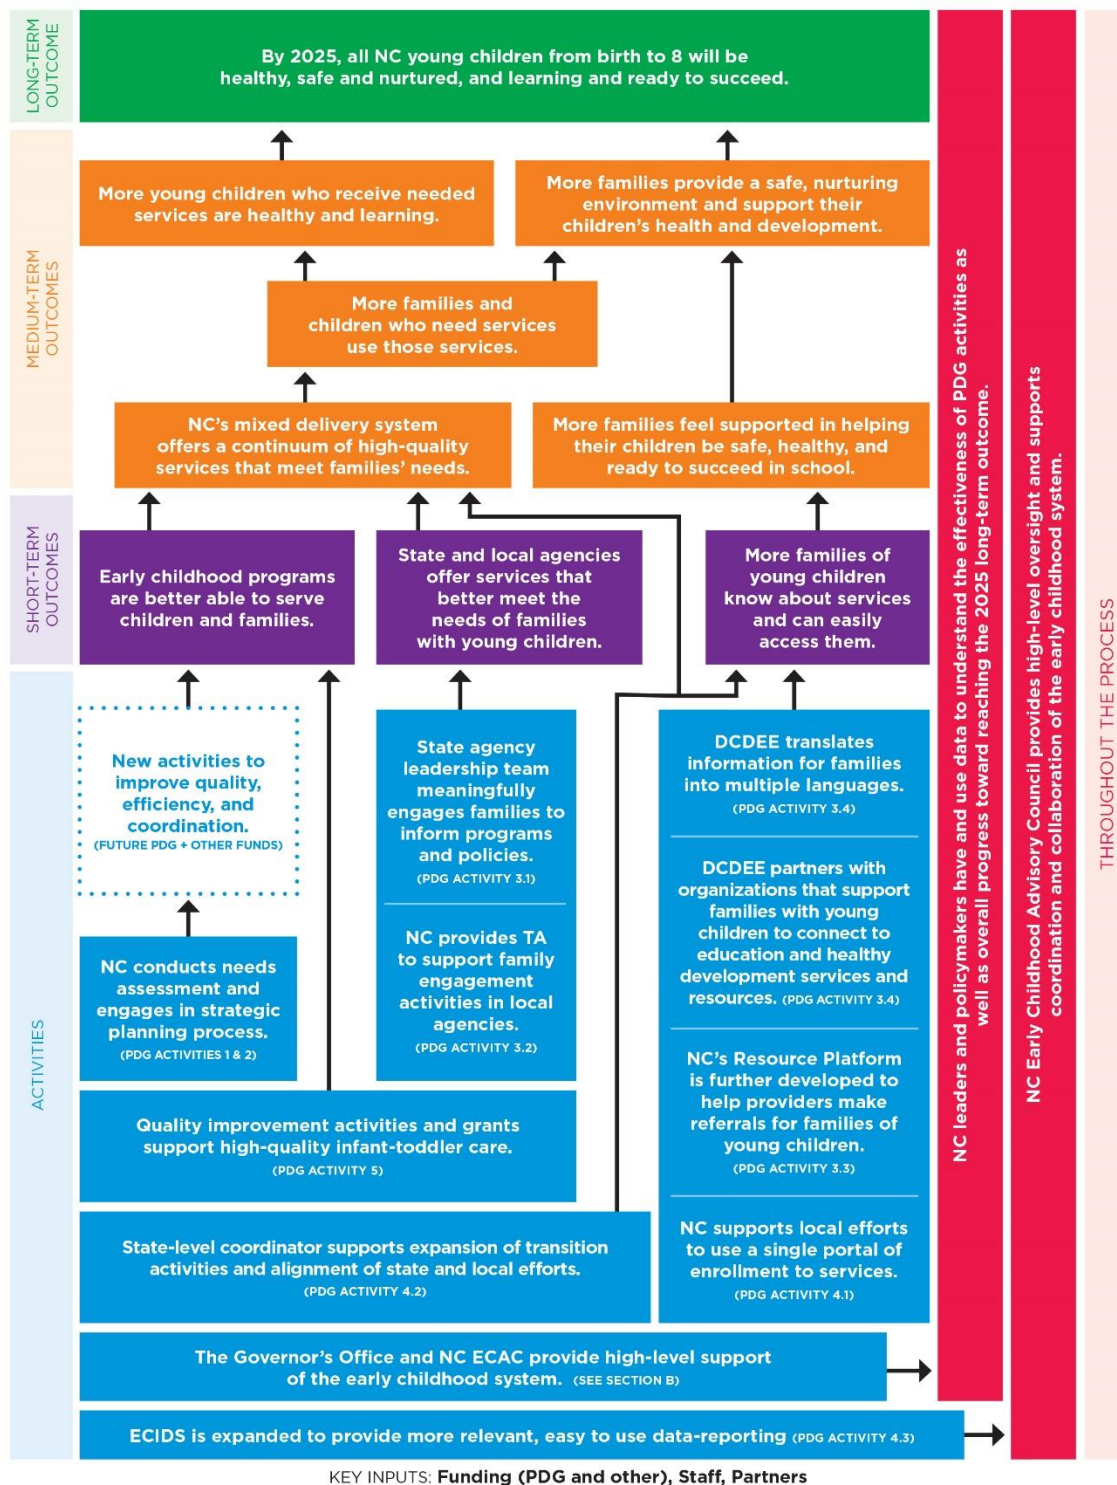 LONG-TERM
OUTCOME
By 2025, all NC young children from birth to 8 will be
healthy, safe and nurtured, and learning and ready to succeed.
MEDIUM-TERM
OUTCOMES
More young children who receive needed
services are healthy and learning.
More families provide a safe, nurturing
environment and support their
children's health and development.
More families and
children who need services
use those services.
NC's mixed delivery system
offers a continuum of high-quality
services that meet families' needs.
More families feel supported in helping
their children be safe, healthy, and
ready to succeed in school.
SHORT-TERM
OUTCOMES
Early childhood programs
are better able to serve
children and families.
State and local agencies
offer services that
better meet the
needs of families
with young children.
More families of
young children
know about services
and can easily
access them.
ACTIVITIES
New activities to
improve quality,
efficiency, and
coordination.
(FUTURE PDG + OTHER FUNDS)
NC conducts needs
assessment and
engages in strategic
planning process.
(PDG ACTIVITIES 1 & 2)
State agency
leadership team
meaningfully
engages families to
inform programs
and policies.
(PDG ACTIVITY 3.1)
NC provides TA
to support family
engagement
activities in local
agencies.
(PDG ACTIVITY 3.2)
DCDEE translates
information for families
into multiple languages.
(PDG ACTIVITY 3.4)
DCDEE partners with
organizations that support
families with young
children to connect to
education and healthy
development services and
resources. (PDG ACTIVITY 3.4)
NC's Resource Platform
is further developed to
help providers make
referrals for families of
young children.
(PDG ACTIVITY 3.3)
NC supports local efforts
to use a single portal of
enrollment to services.
(PDG ACTIVITY 4.1)
Quality improvement activities and grants
support high-quality infant-toddler care.
(PDG ACTIVITY 5)
State-level coordinator supports expansion of transition
activities and alignment of state and local efforts.
(PDG ACTIVITY 4.2)
The Governor's Office and NC ECAC provide high-level support
of the early childhood system. (SEE SECTION B)
ECIDS is expanded to provide more relevant, easy to use data-reporting (PDG ACTIVITY 4.3)
NC leaders and policymakers have and use data to understand the effectiveness of PDG activities as
well as overall progress toward reaching the 2025 long-term outcome.
NC Early Childhood Advisory Council provides high-level oversight and supports
coordination and collaboration of the early childhood system.
THROUGHOUT THE PROCESS
KEY INPUTS: Funding (PDG and other), Staff, Partners